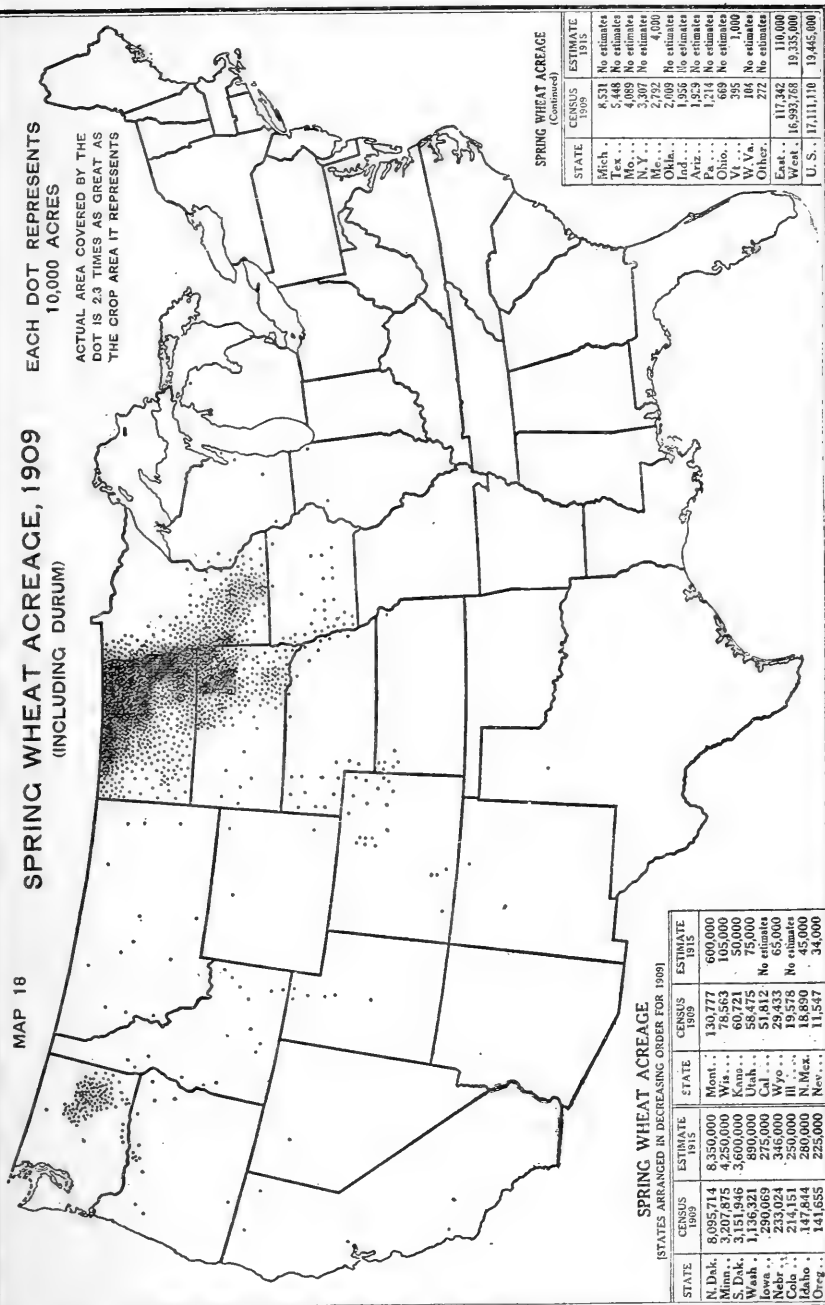 MAP 18
SPRING WHEAT ACREAGE, 1909
(INCLUDING DURUM)
EACH DOT REPRESENTS
10,000 ACRES
ACTUAL AREA COVERED BY THE
DOT IS 2.3 TIMES AS GREAT AS
THE CROP AREA IT REPRESENTS
SPRING WHEAT ACREAGE
[STATES ARRANGED IN DECREASING ORDER FOR 1909]
STATE CENSUS 1909 ESTIMATE 1915 STATE CENSUS 1909 ESTIMATE 1915
N. Dak. 8,095,714 8,350,000 Mont... 130,777 600,000
Minn... 3,207,875 4,250,000 Wis... 78,563 105,000
S. Dak. 3,151,946 3,600,000 Kans... 60,721 50,000
Wash.. 1,136,321 890,000 Utah... 58,475 75,000
Iowa... 290,069 275,000 Cal.... 51,812 No estimates
Nebr... 233,024 346,000 Wyo... 29,433 65,000
Colo... 214,151 250,000 Ill..... 19,578 No estimates
Idaho.. 147,844 280,000 N.Mex. 18,890 45,000
Oreg... 141,655 225,000 Nev... 11,547 34,000
SPRING WHEAT ACREAGE
(Continued)
STATE CENSUS 1909 ESTIMATE 1915
Mich.. 8,531 No estimates
Tex... 5,448 No estimates
Mo... 4,089 No estimates
N.Y... 3,307 No estimates
Me... 2,792 4,000
Okla.. 2,009 No estimates
Ind... 1,956 No estimates
Ariz... 1,929 No estimates
Pa.... 1,214 No estimates
Ohio.. 669 No estimates
Vt.... 395 1,000
W.Va. 104 No estimates
Other. 272 No estimates
East.. 117,342 110,000
West. 16,993,768 19,335,000
U.S... 17,111,110 19,445,000